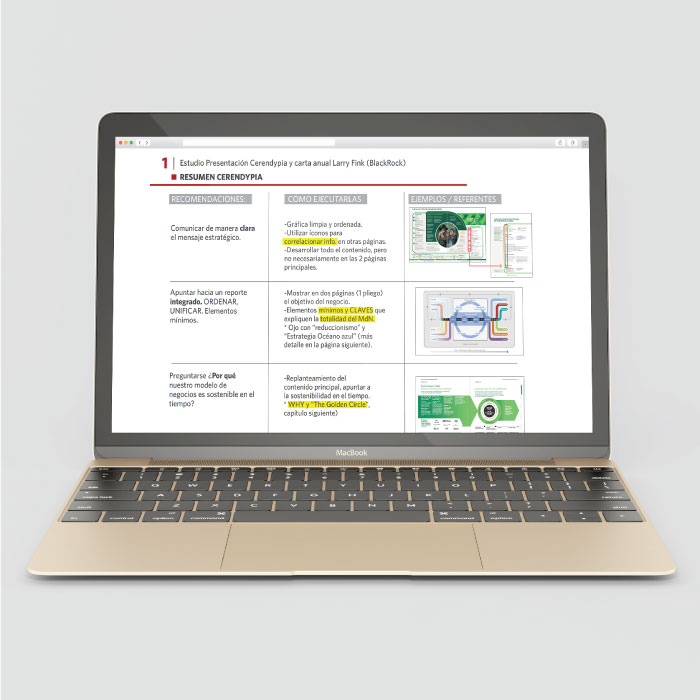 1 | Estudio Presentación Cerendypia y carta anual Larry Fink (BlackRock)
RESUMEN CERENDYPIA
RECOMENDACIONES:
COMO EJECUTARLAS
EJEMPLOS / REFERENTES
Comunicar de manera clara
el mensaje estratégico.
-Gráfica limpia y ordenada.
-Utilizar íconos para
correlacionar info. en otras páginas.
-Desarrollar todo el contenido, pero
no necesariamente en las 2 páginas
principales.
Apuntar hacia un reporte
integrado. ORDENAR,
UNIFICAR. Elementos
mínimos.
-Mostrar en dos páginas (1 pliego)
el objetivo del negocio.
-Elementos mínimos y CLAVES que
expliquen la totalidad del MdN.
* Ojo con "reduccionismo" y
"Estrategia Océano azul" (más
detalle en la página siguiente).
Preguntarse ¿Por qué
nuestro modelo de
negocios es sostenible en el
tiempo?
-Replanteamiento del
contenido principal, apuntar a
la sostenibilidad en el tiempo.
* WHY y "The Golden Circle",
capítulo siguiente)
MacBook
Q W E R T Y U I O P
caps lock A S D F G H J K L return
Z X C V B N M
fn control option command command option